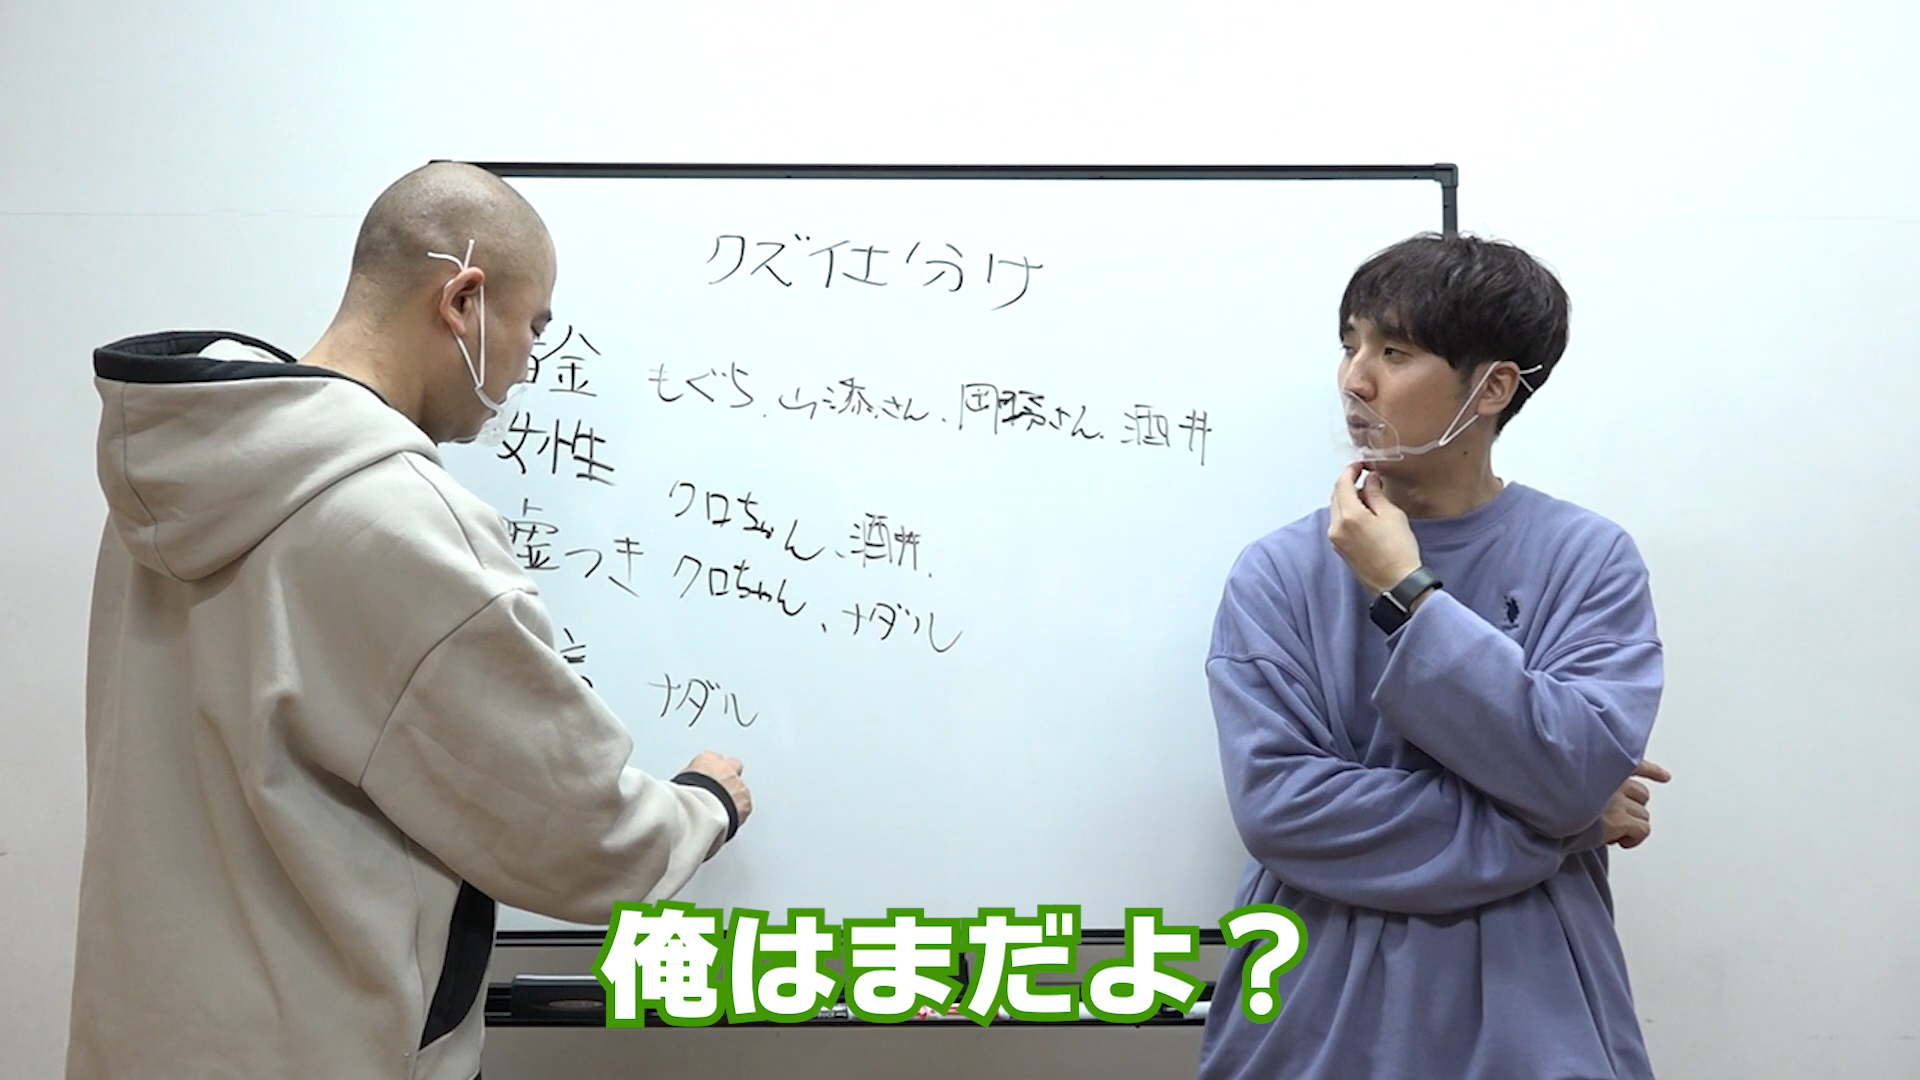 クズ仕分け
金 もぐら、山添さん、岡野さん、酒井
女性 クロちゃん、酒井、
嘘つき クロちゃん、ナダル
ナダル
俺はまだよ？